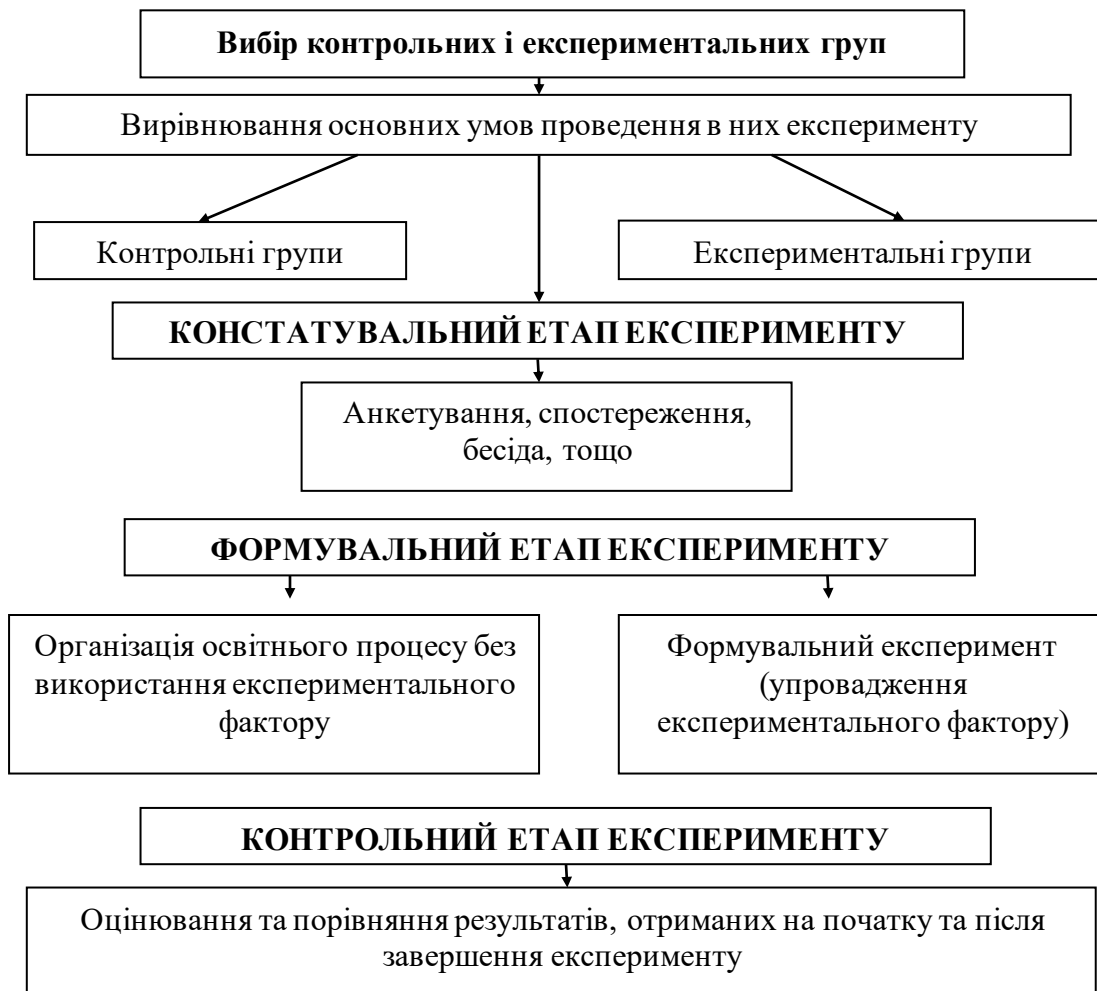 Вибір контрольних і експериментальних груп
Вирівнювання основних умов проведення в них експерименту
Контрольні групи
Експериментальні групи
КОНСТАТУВАЛЬНИЙ ЕТАП ЕКСПЕРИМЕНТУ
Анкетування, спостереження,
бесіда, тощо
ФОРМУВАЛЬНИЙ ЕТАП ЕКСПЕРИМЕНТУ
Організація освітнього процесу без
використання експериментального
фактору
Формувальний експеримент
(упровадження
експериментального фактору)
КОНТРОЛЬНИЙ ЕТАП ЕКСПЕРИМЕНТУ
Оцінювання та порівняння результатів, отриманих на початку та після
завершення експерименту